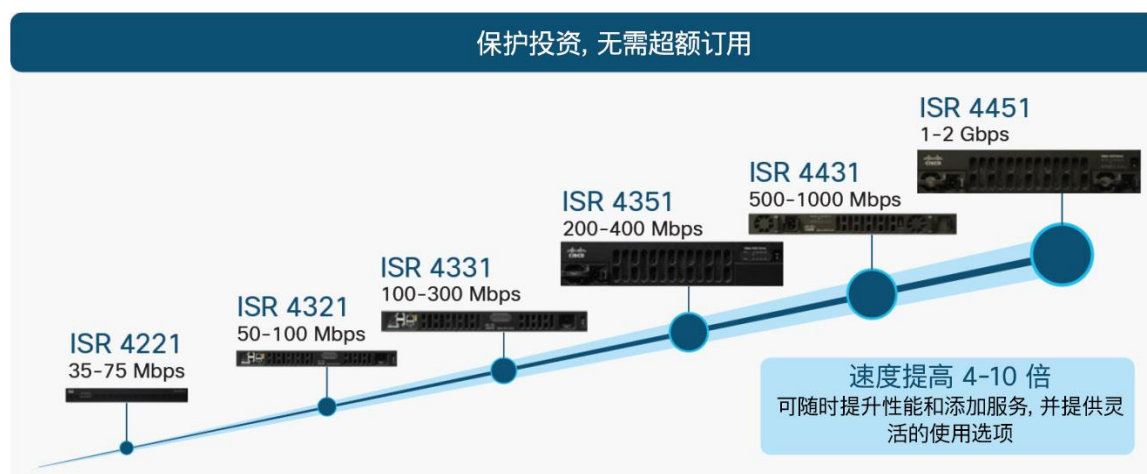 保护投资, 无需超额订用
ISR 4451
1-2 Gbps
ISR 4431
500-1000 Mbps
ISR 4351
200-400 Mbps
ISR 4331
100-300 Mbps
ISR 4321
50-100 Mbps
ISR 4221
35-75 Mbps
速度提高 4-10 倍
可随时提升性能和添加服务, 并提供灵
活的使用选项